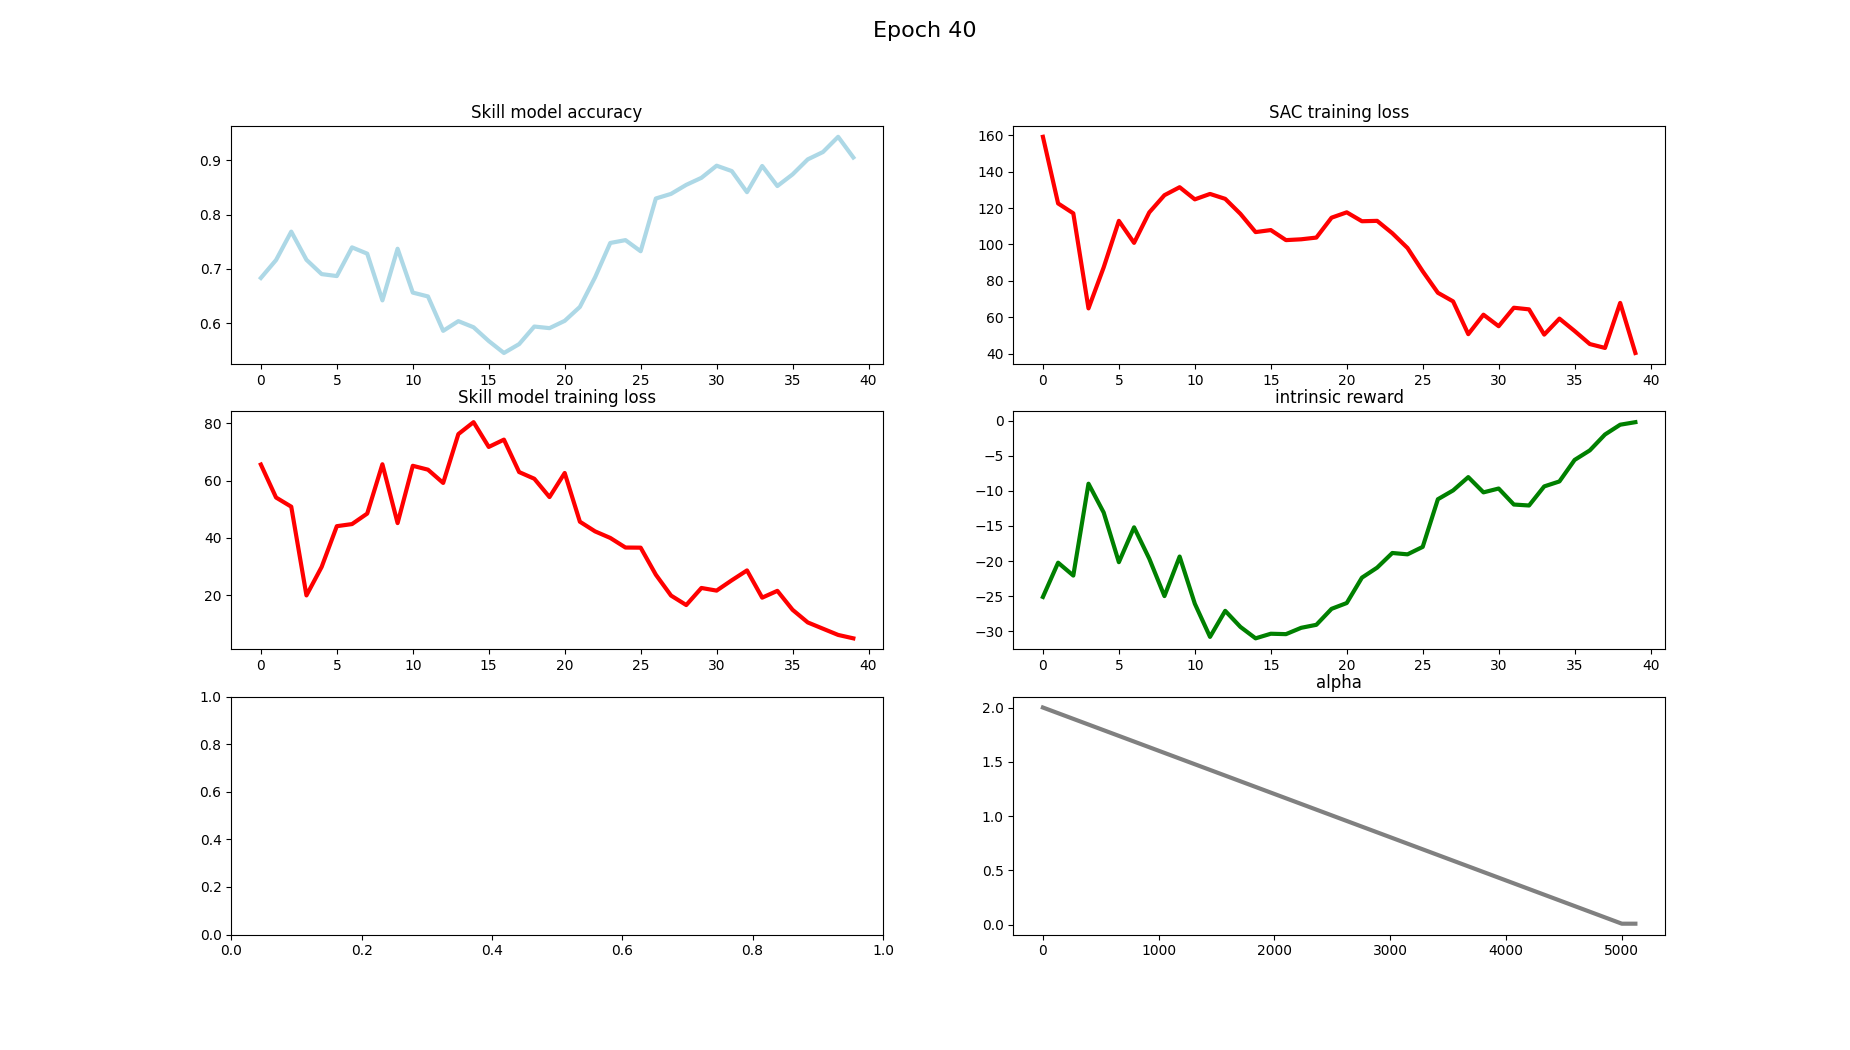 Epoch 40
Skill model accuracy
0.9
0.8
0.7
0.6
0 5 10 15 20 25 30 35 40
SAC training loss
160
140
120
100
80
60
40
0 5 10 15 20 25 30 35 40
Skill model training loss
80
60
40
20
0 5 10 15 20 25 30 35 40
intrinsic reward
0
−5
−10
−15
−20
−25
−30
0 5 10 15 20 25 30 35 40
1.0
0.8
0.6
0.4
0.2
0.0
0.0 0.2 0.4 0.6 0.8 1.0
alpha
2.0
1.5
1.0
0.5
0.0
0 1000 2000 3000 4000 5000